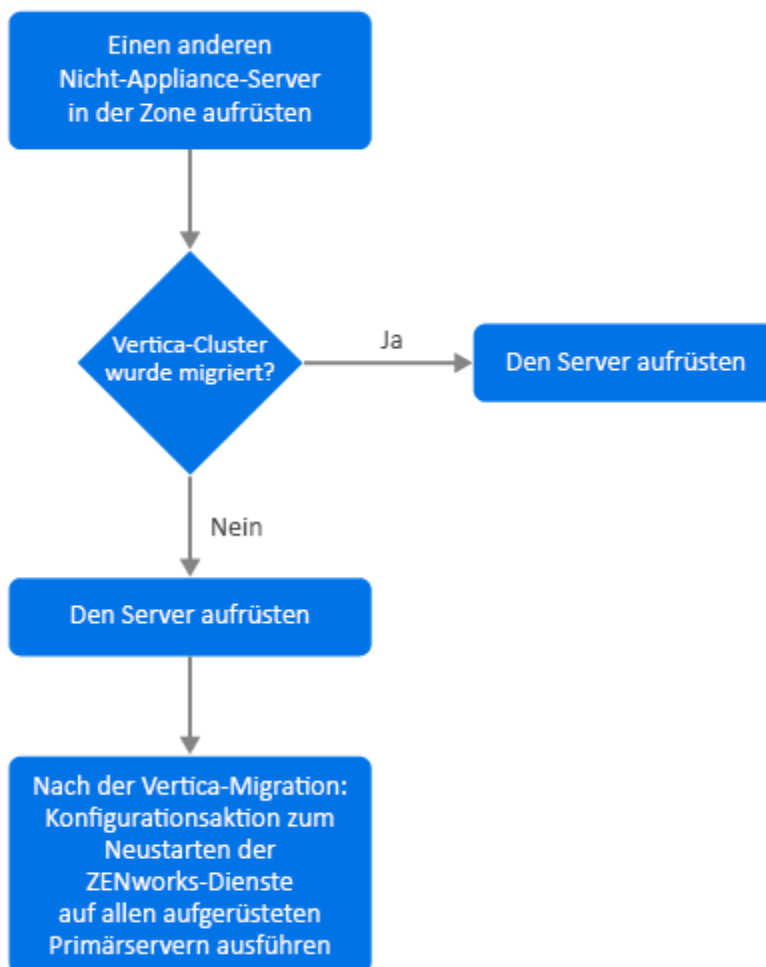 Einen anderen
Nicht-Appliance-Server
in der Zone aufrüsten
Vertica-Cluster
wurde migriert?
Ja
Den Server aufrüsten
Nein
Den Server aufrüsten
Nach der Vertica-Migration:
Konfigurationsaktion zum
Neustarten der
ZENworks-Dienste
auf allen aufgerüsteten
Primärservern ausführen